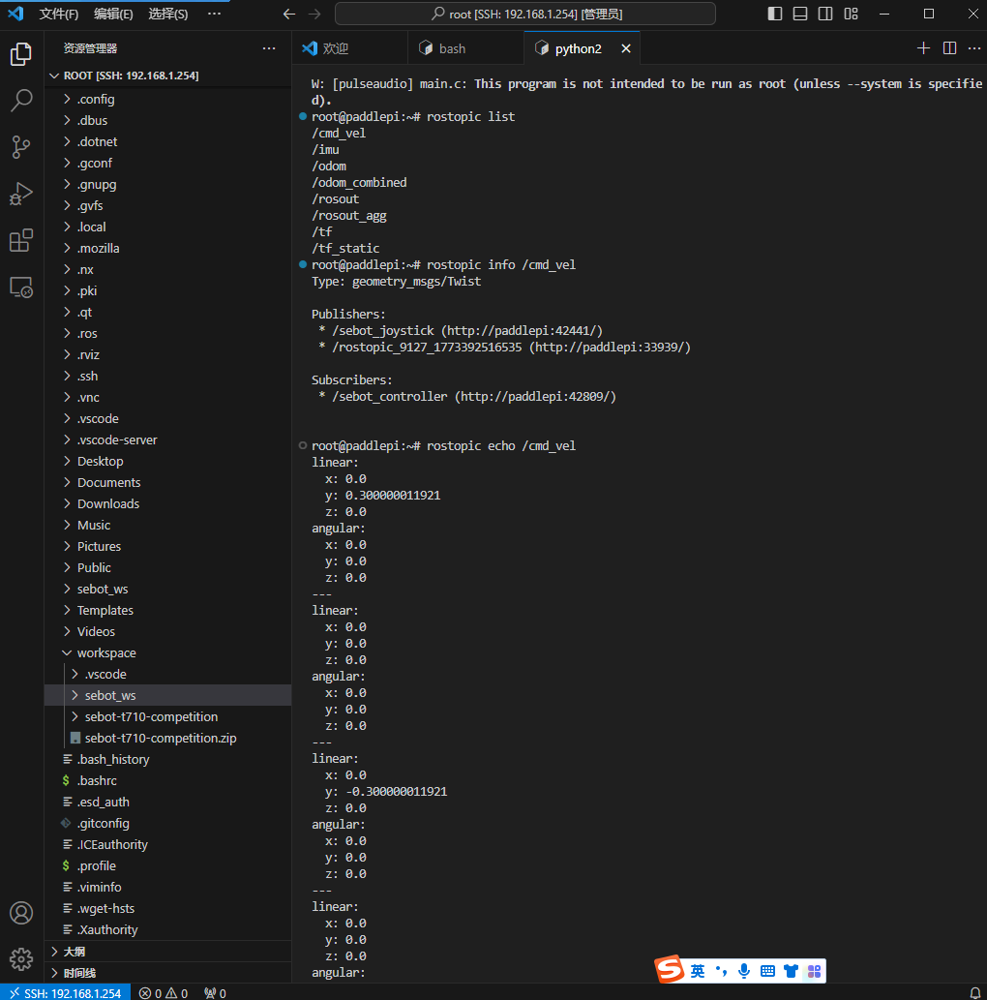 文件(F) 编辑(E) 选择(S) ··· root [SSH: 192.168.1.254] [管理员]
资源管理器 ···
ROOT [SSH: 192.168.1.254]
.config
.dbus
.dotnet
.gconf
.gnupg
.gvfs
.local
.mozilla
.nx
.pki
.qt
.ros
.rviz
.ssh
.vnc
.vscode
.vscode-server
Desktop
Documents
Downloads
Music
Pictures
Public
sebot_ws
Templates
Videos
workspace
.vscode
sebot_ws
sebot-t710-competition
sebot-t710-competition.zip
.bash_history
.bashrc
.esd_auth
.gitconfig
.ICEauthority
.profile
.viminfo
.wget-hsts
.Xauthority
大纲
时间线
欢迎 bash python2
W: [pulseaudio] main.c: This program is not intended to be run as root (unless --system is specifie
d).
root@paddlepi:~# rostopic list
/cmd_vel
/imu
/odom
/odom_combined
/rosout
/rosout_agg
/tf
/tf_static
root@paddlepi:~# rostopic info /cmd_vel
Type: geometry_msgs/Twist
Publishers:
* /sebot_joystick (http://paddlepi:42441/)
* /rostopic_9127_1773392516535 (http://paddlepi:33939/)
Subscribers:
* /sebot_controller (http://paddlepi:42809/)
root@paddlepi:~# rostopic echo /cmd_vel
linear:
x: 0.0
y: 0.300000011921
z: 0.0
angular:
x: 0.0
y: 0.0
z: 0.0
---
linear:
x: 0.0
y: 0.0
z: 0.0
angular:
x: 0.0
y: 0.0
z: 0.0
---
linear:
x: 0.0
y: -0.300000011921
z: 0.0
angular:
x: 0.0
y: 0.0
z: 0.0
---
linear:
x: 0.0
y: 0.0
z: 0.0
angular:
S 英
SSH: 192.168.1.254 0 0 0